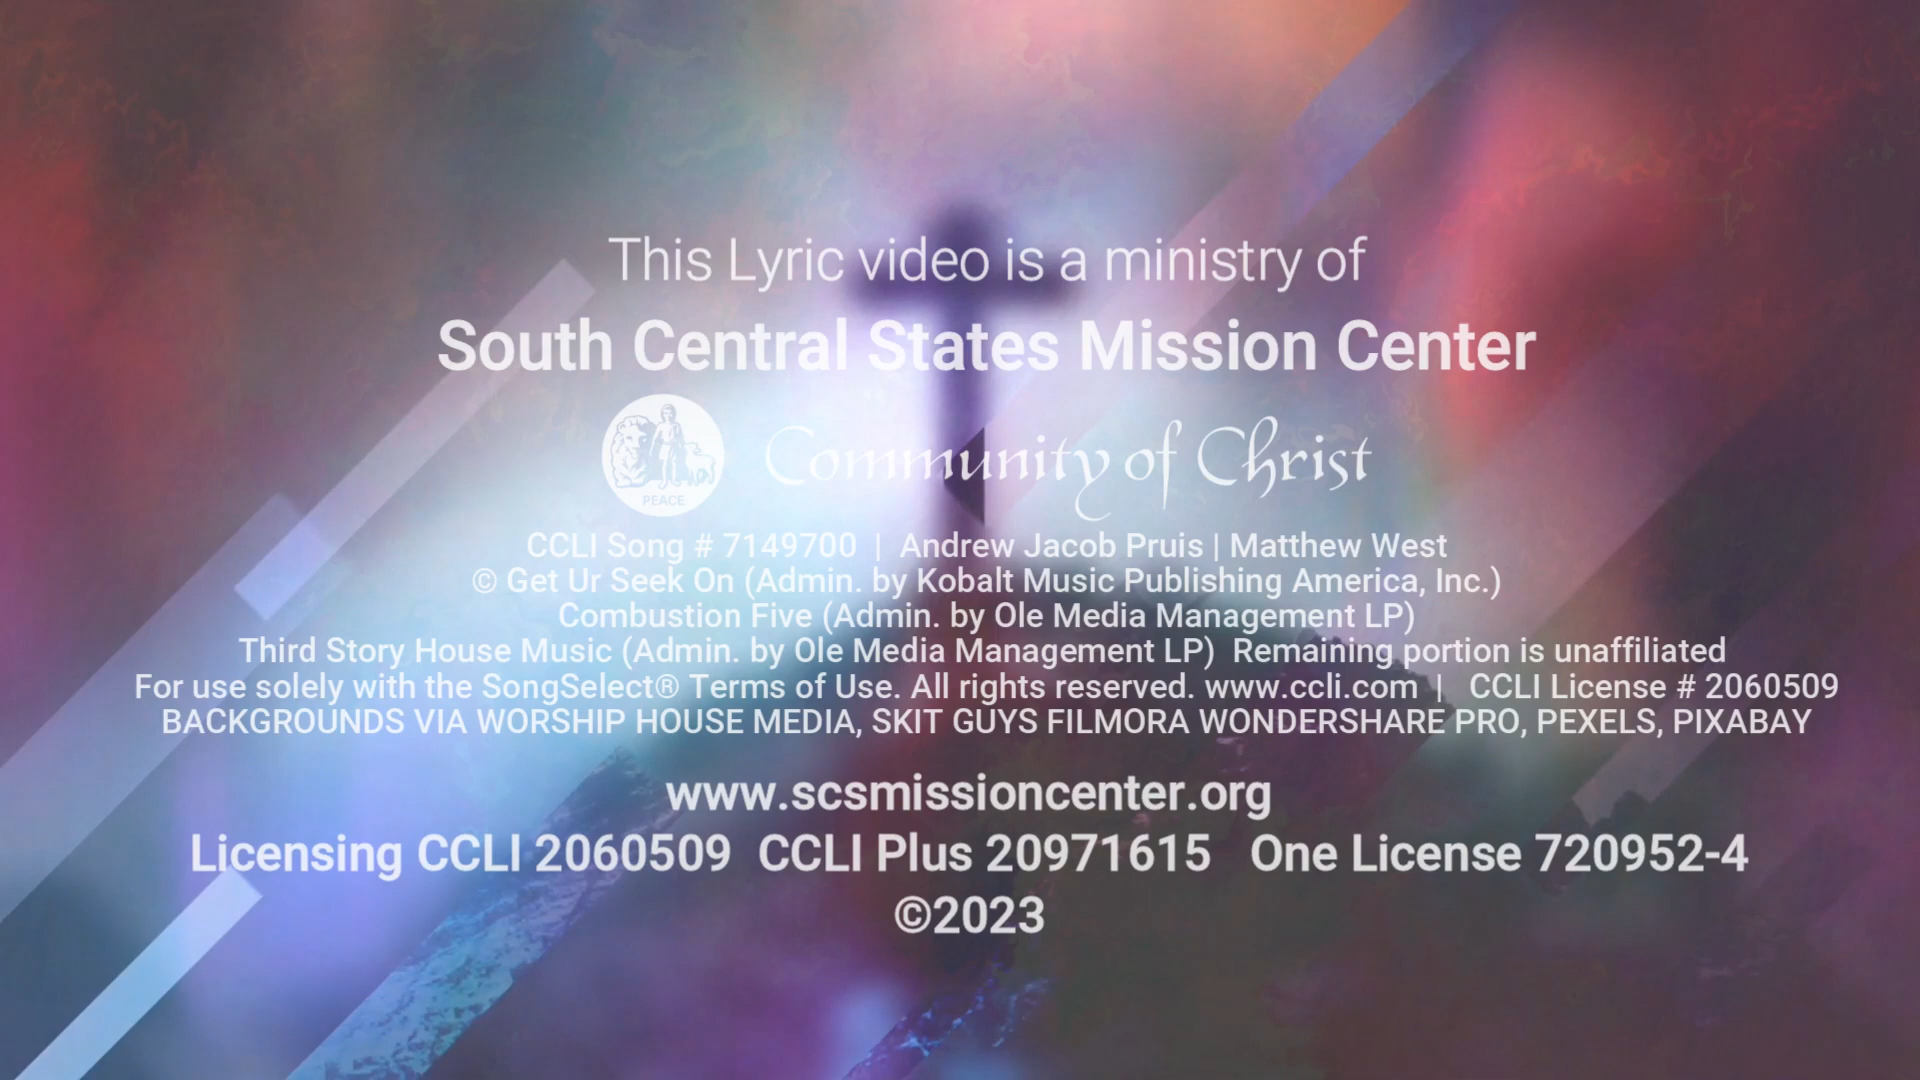 This Lyric video is a ministry of
South Central States Mission Center
PEACE
Community of Christ
CCLI Song # 7149700 | Andrew Jacob Pruis | Matthew West
© Get Ur Seek On (Admin. by Kobalt Music Publishing America, Inc.)
Combustion Five (Admin. by Ole Media Management LP)
Third Story House Music (Admin. by Ole Media Management LP) Remaining portion is unaffiliated
For use solely with the SongSelect® Terms of Use. All rights reserved. www.ccli.com | CCLI License # 2060509
BACKGROUNDS VIA WORSHIP HOUSE MEDIA, SKIT GUYS FILMORA WONDERSHARE PRO, PEXELS, PIXABAY
www.scsmissioncenter.org
Licensing CCLI 2060509 CCLI Plus 20971615 One License 720952-4
©2023